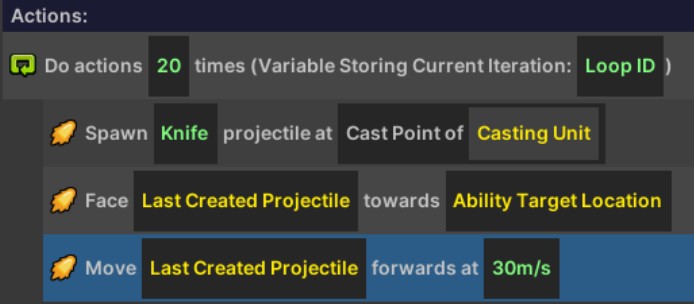 Actions:
Do actions 20 times (Variable Storing Current Iteration: Loop ID )
Spawn Knife projectile at Cast Point of Casting Unit
Face Last Created Projectile towards Ability Target Location
Move Last Created Projectile forwards at 30m/s